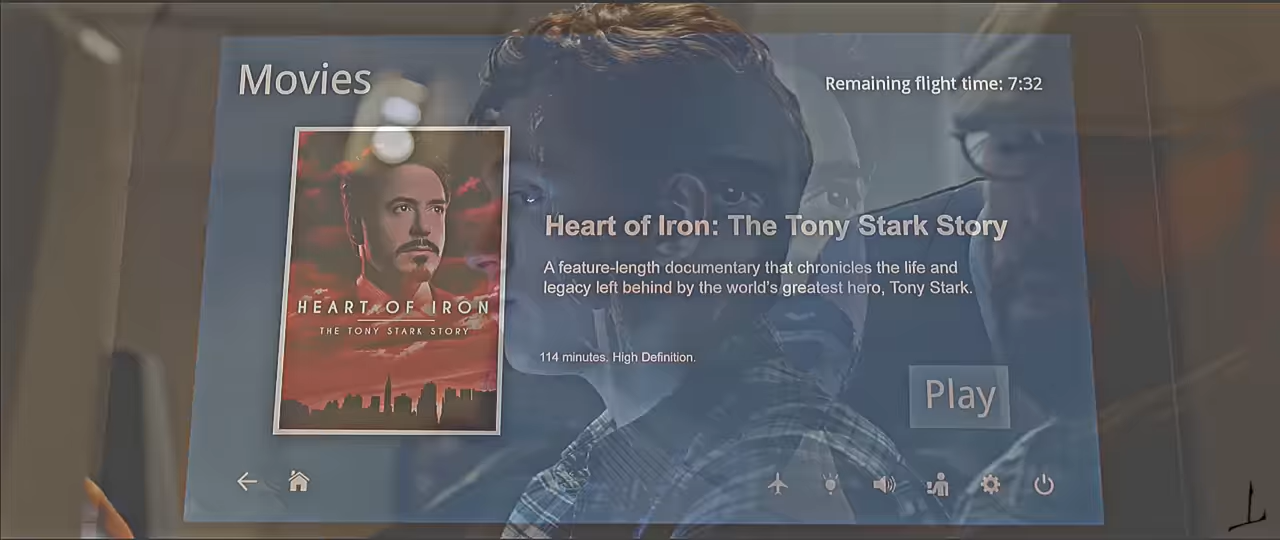 Movies
Remaining flight time: 7:32
HEART OF IRON
THE TONY STARK STORY
Heart of Iron: The Tony Stark Story
A feature-length documentary that chronicles the life and
legacy left behind by the world's greatest hero, Tony Stark.
114 minutes. High Definition.
Play